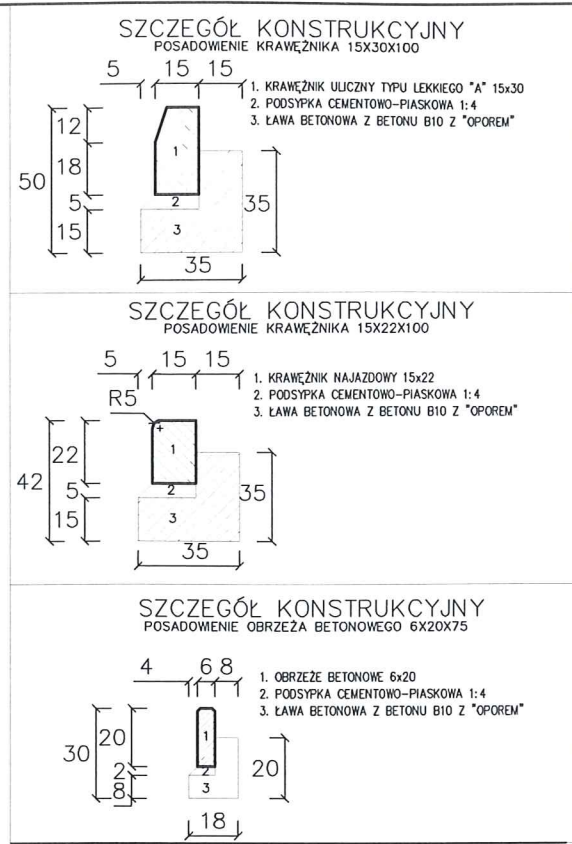 SZCZEGÓŁ KONSTRUKCYJNY
POSADOWIENIE KRAWĘŻNIKA 15X30X100
5 15 15
1. KRAWĘŻNIK ULICZNY TYPU LEKKIEGO "A" 15x30
2. PODSYPKA CEMENTOWO-PIASKOWA 1:4
3. ŁAWA BETONOWA Z BETONU B10 Z "OPOREM"
12
1
18
50
5
2
35
15
3
35
SZCZEGÓŁ KONSTRUKCYJNY
POSADOWIENIE KRAWĘŻNIKA 15X22X100
5 15 15
1. KRAWĘŻNIK NAJAZDOWY 15x22
2. PODSYPKA CEMENTOWO-PIASKOWA 1:4
3. ŁAWA BETONOWA Z BETONU B10 Z "OPOREM"
R5
1
22
42
5
2
35
15
3
35
SZCZEGÓŁ KONSTRUKCYJNY
POSADOWIENIE OBRZEŻA BETONOWEGO 6X20X75
4 6 8
1. OBRZEŻE BETONOWE 6x20
2. PODSYPKA CEMENTOWO-PIASKOWA 1:4
3. ŁAWA BETONOWA Z BETONU B10 Z "OPOREM"
20
1
30
2
2
20
8
3
18